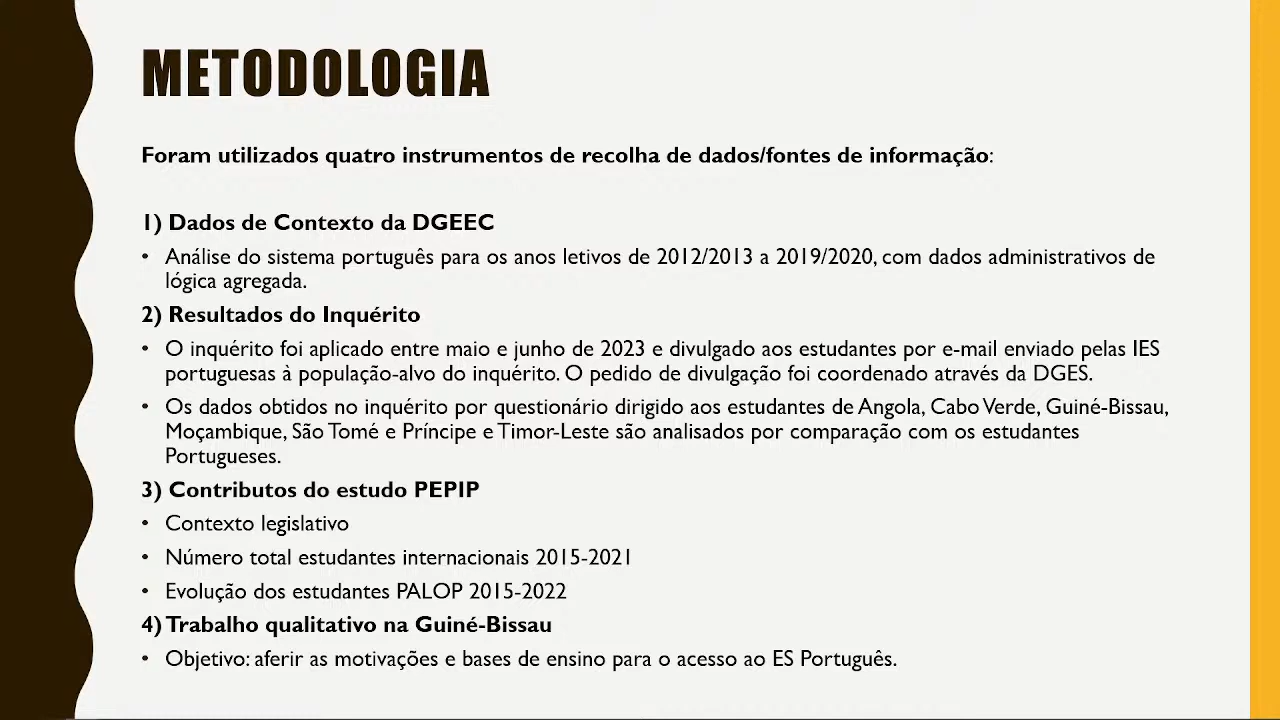 METODOLOGIA
Foram utilizados quatro instrumentos de recolha de dados/fontes de informação:
1) Dados de Contexto da DGEEC
• Análise do sistema português para os anos letivos de 2012/2013 a 2019/2020, com dados administrativos de
lógica agregada.
2) Resultados do Inquérito
• O inquérito foi aplicado entre maio e junho de 2023 e divulgado aos estudantes por e-mail enviado pelas IES
portuguesas à população-alvo do inquérito. O pedido de divulgação foi coordenado através da DGES.
• Os dados obtidos no inquérito por questionário dirigido aos estudantes de Angola, Cabo Verde, Guiné-Bissau,
Moçambique, São Tomé e Príncipe e Timor-Leste são analisados por comparação com os estudantes
Portugueses.
3) Contributos do estudo PEPIP
• Contexto legislativo
• Número total estudantes internacionais 2015-2021
• Evolução dos estudantes PALOP 2015-2022
4) Trabalho qualitativo na Guiné-Bissau
• Objetivo: aferir as motivações e bases de ensino para o acesso ao ES Português.